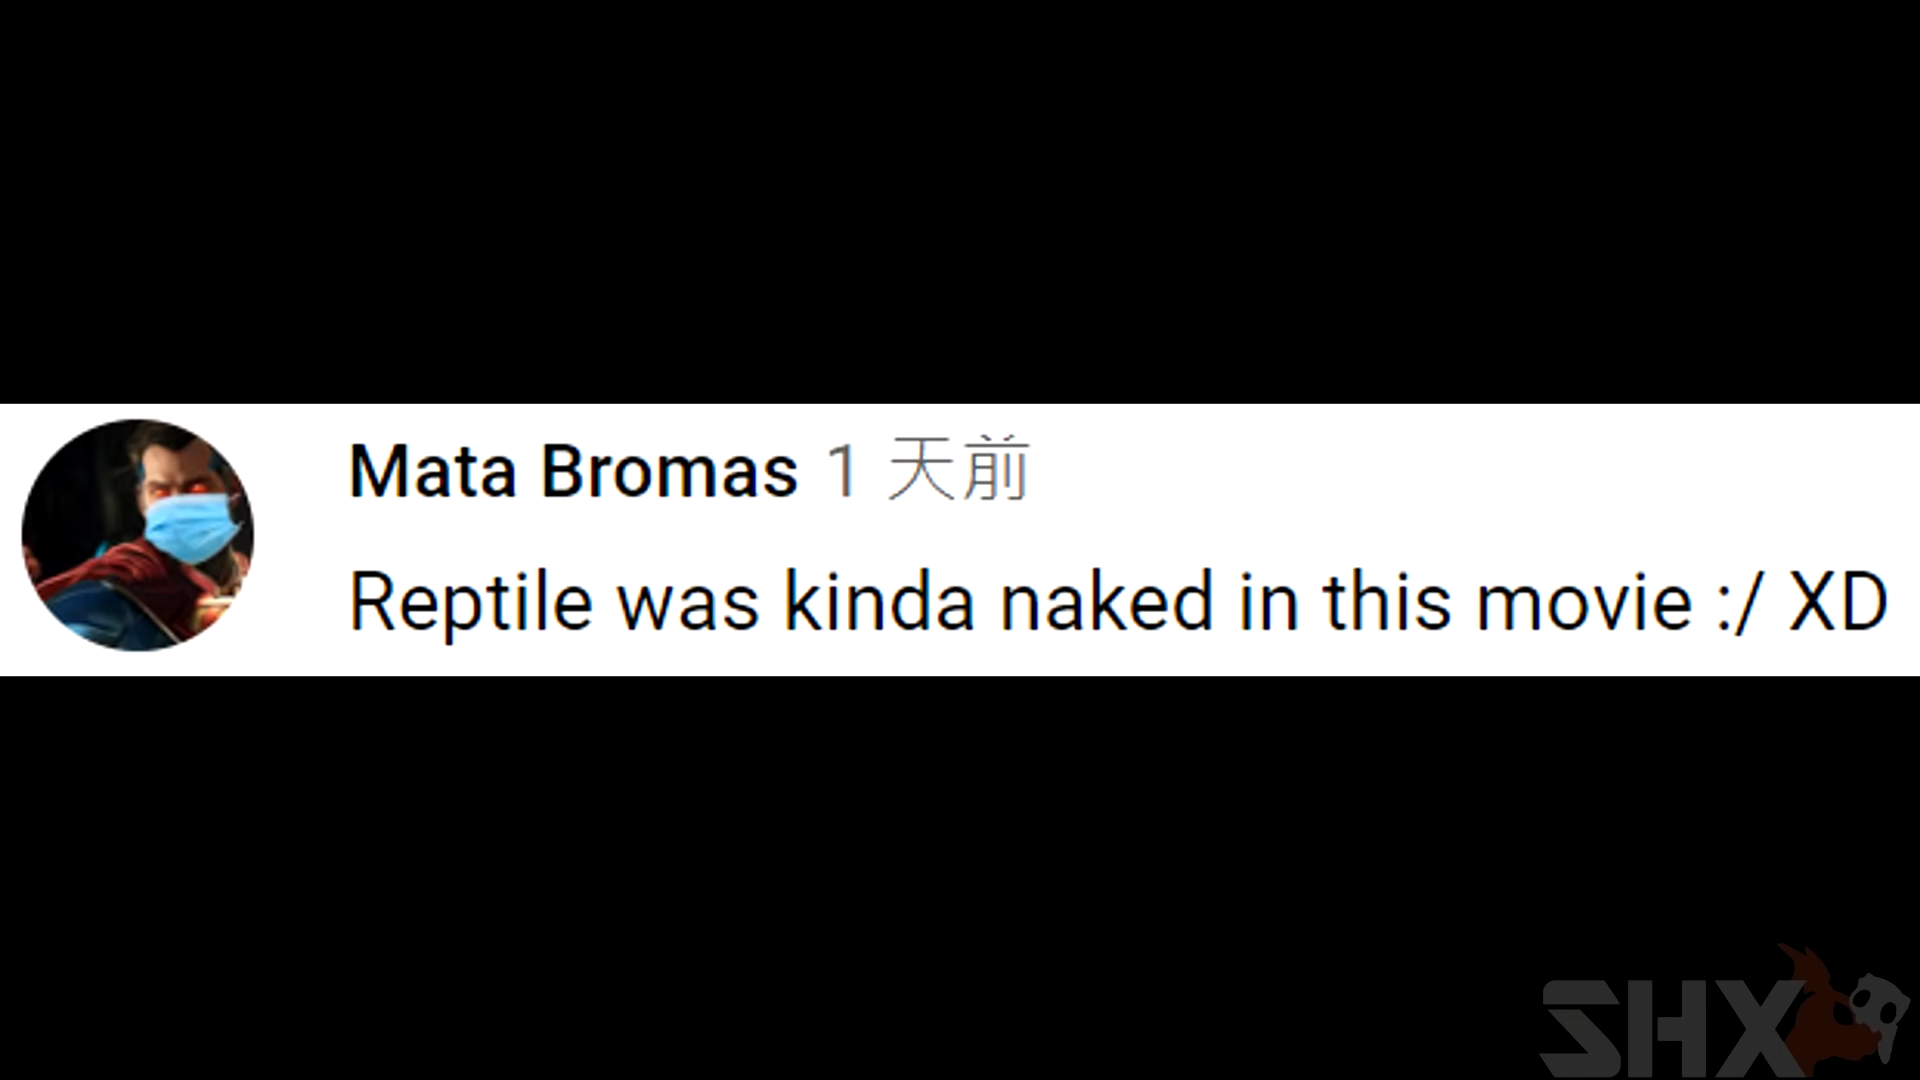 Mata Bromas 1 天前
Reptile was kinda naked in this movie :/ XD
SHX